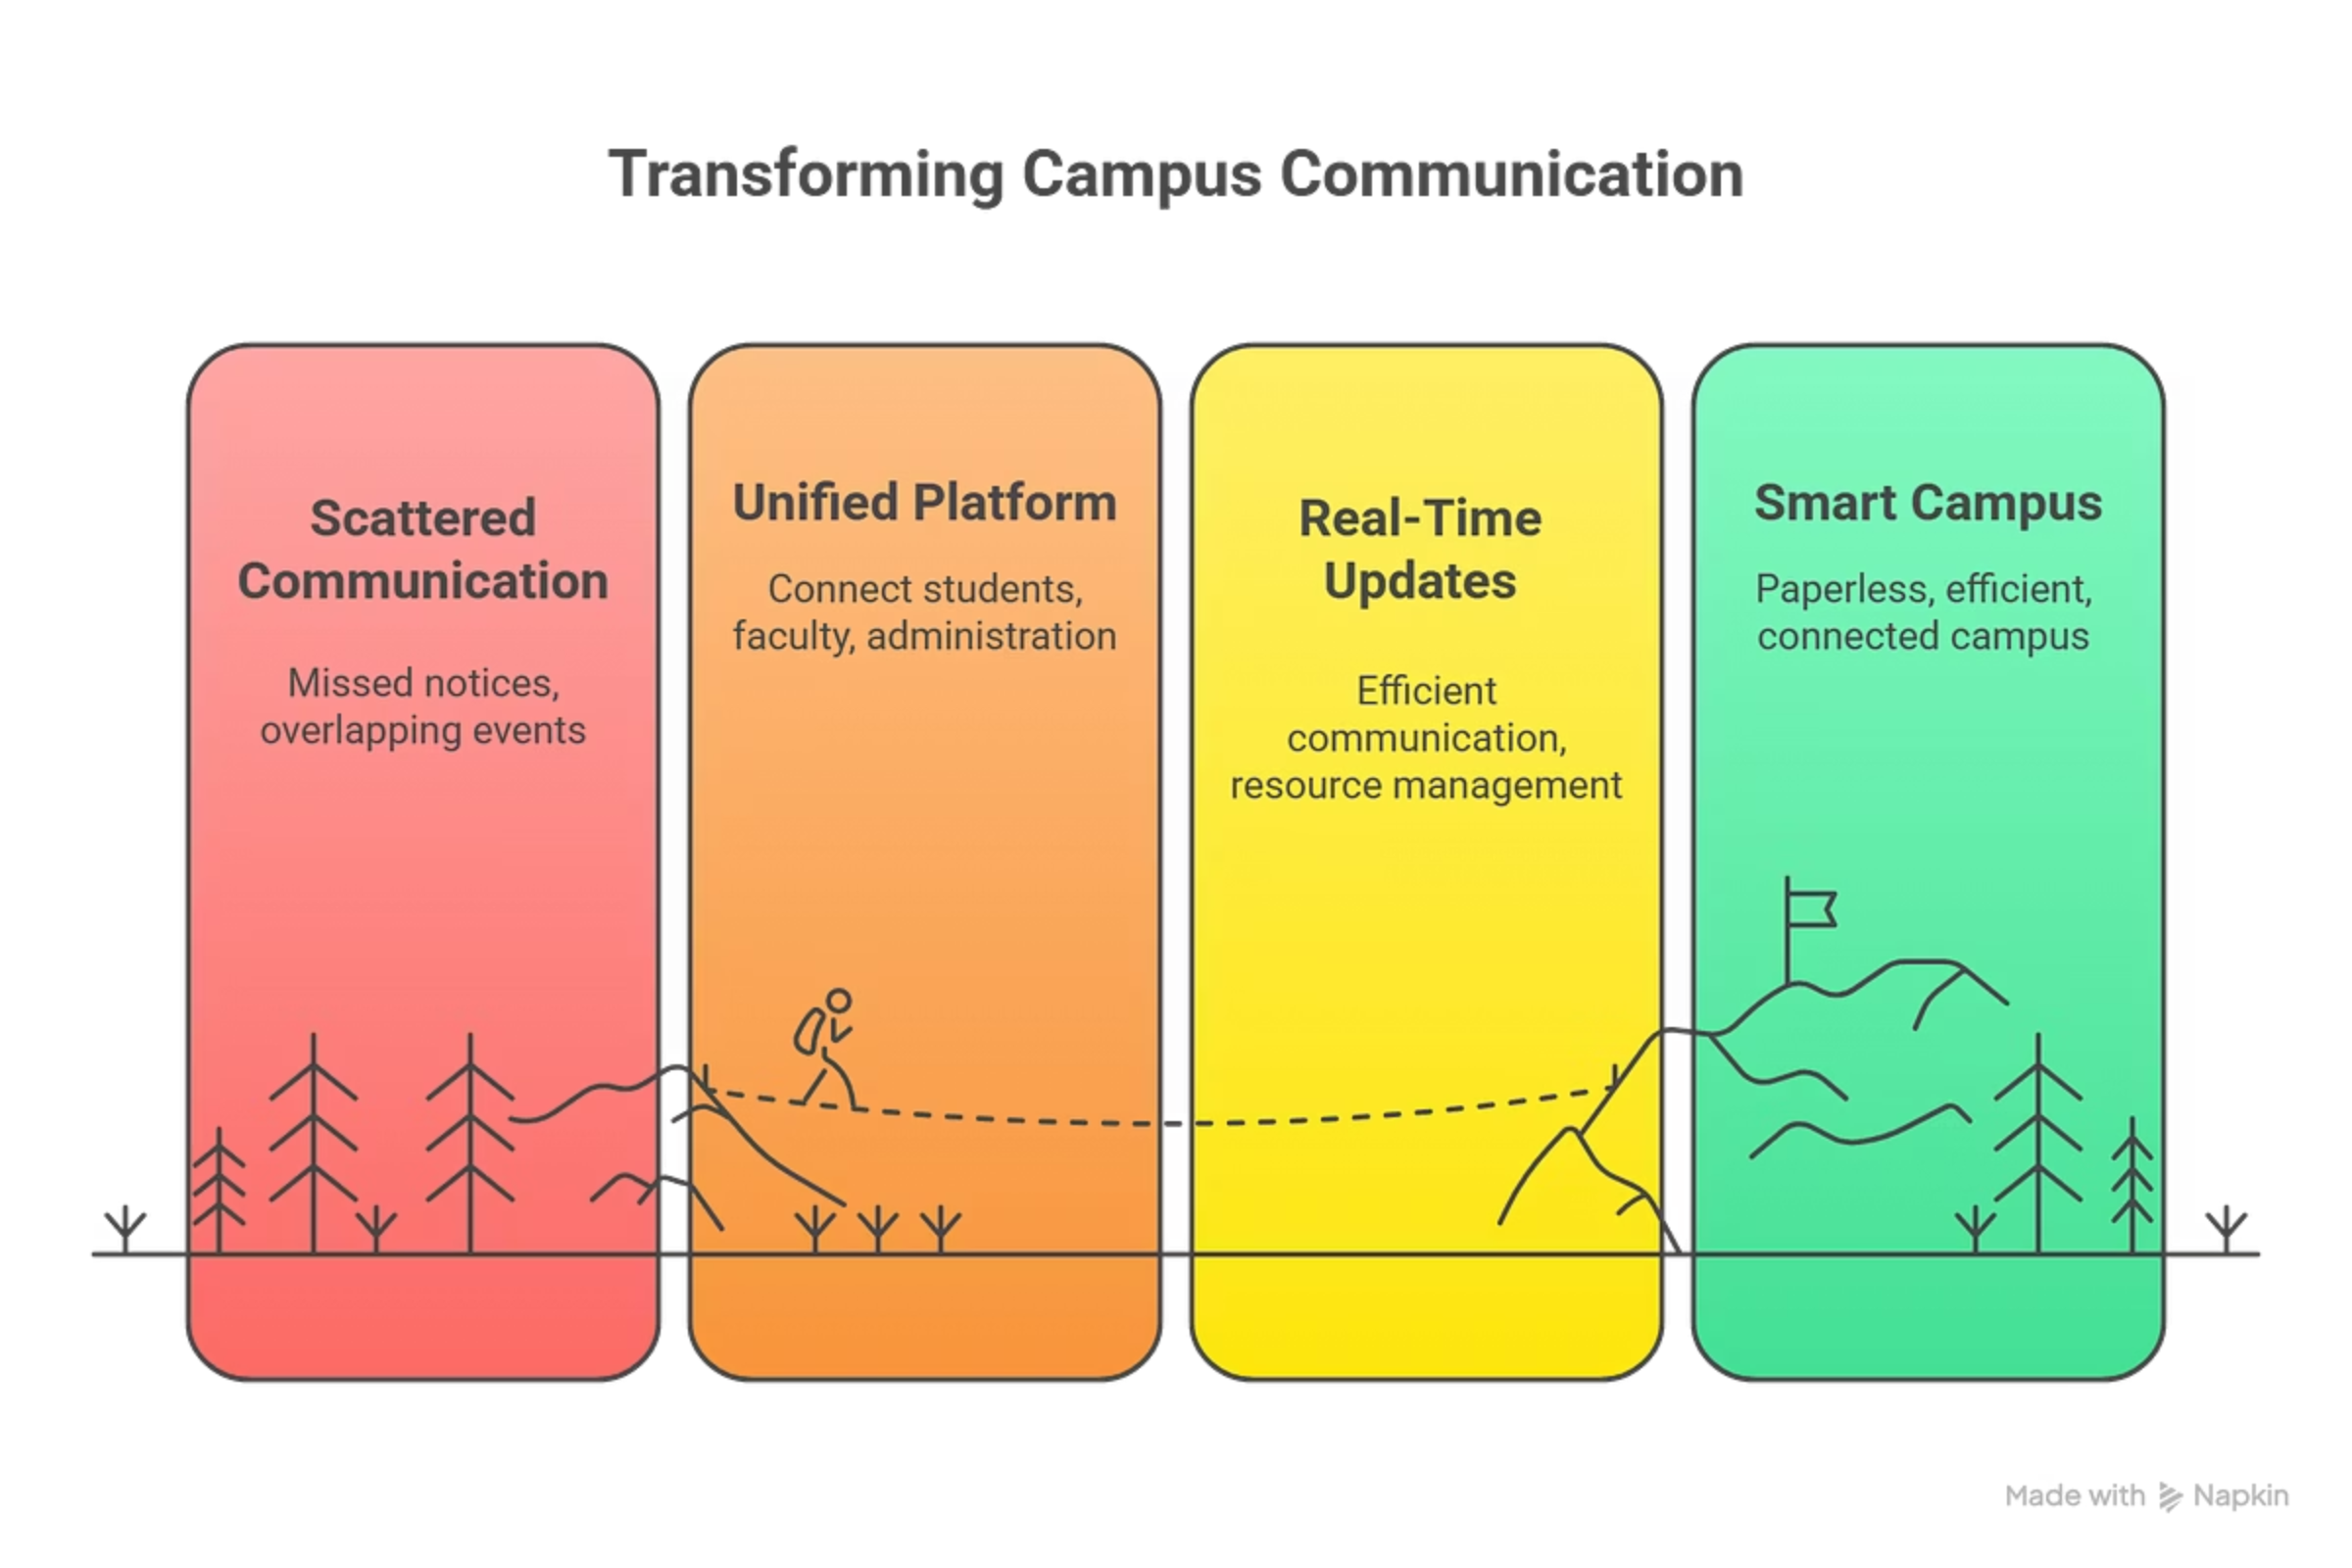 Transforming Campus Communication
Scattered
Communication
Missed notices,
overlapping events
Unified Platform
Connect students,
faculty, administration
Real-Time
Updates
Efficient
communication,
resource management
Smart Campus
Paperless, efficient,
connected campus
Made with Napkin